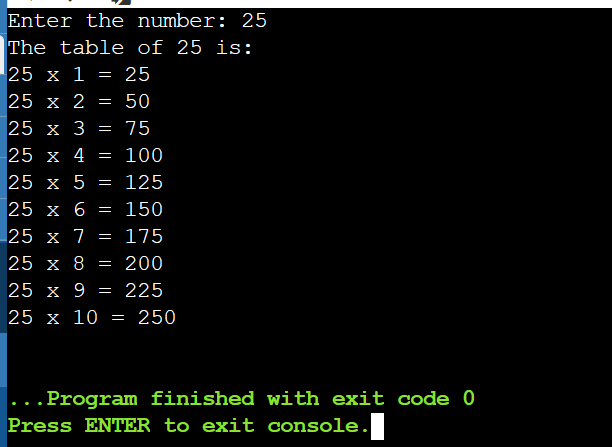 Enter the number: 25
The table of 25 is:
25 x 1 = 25
25 x 2 = 50
25 x 3 = 75
25 x 4 = 100
25 x 5 = 125
25 x 6 = 150
25 x 7 = 175
25 x 8 = 200
25 x 9 = 225
25 x 10 = 250
...Program finished with exit code 0
Press ENTER to exit console.